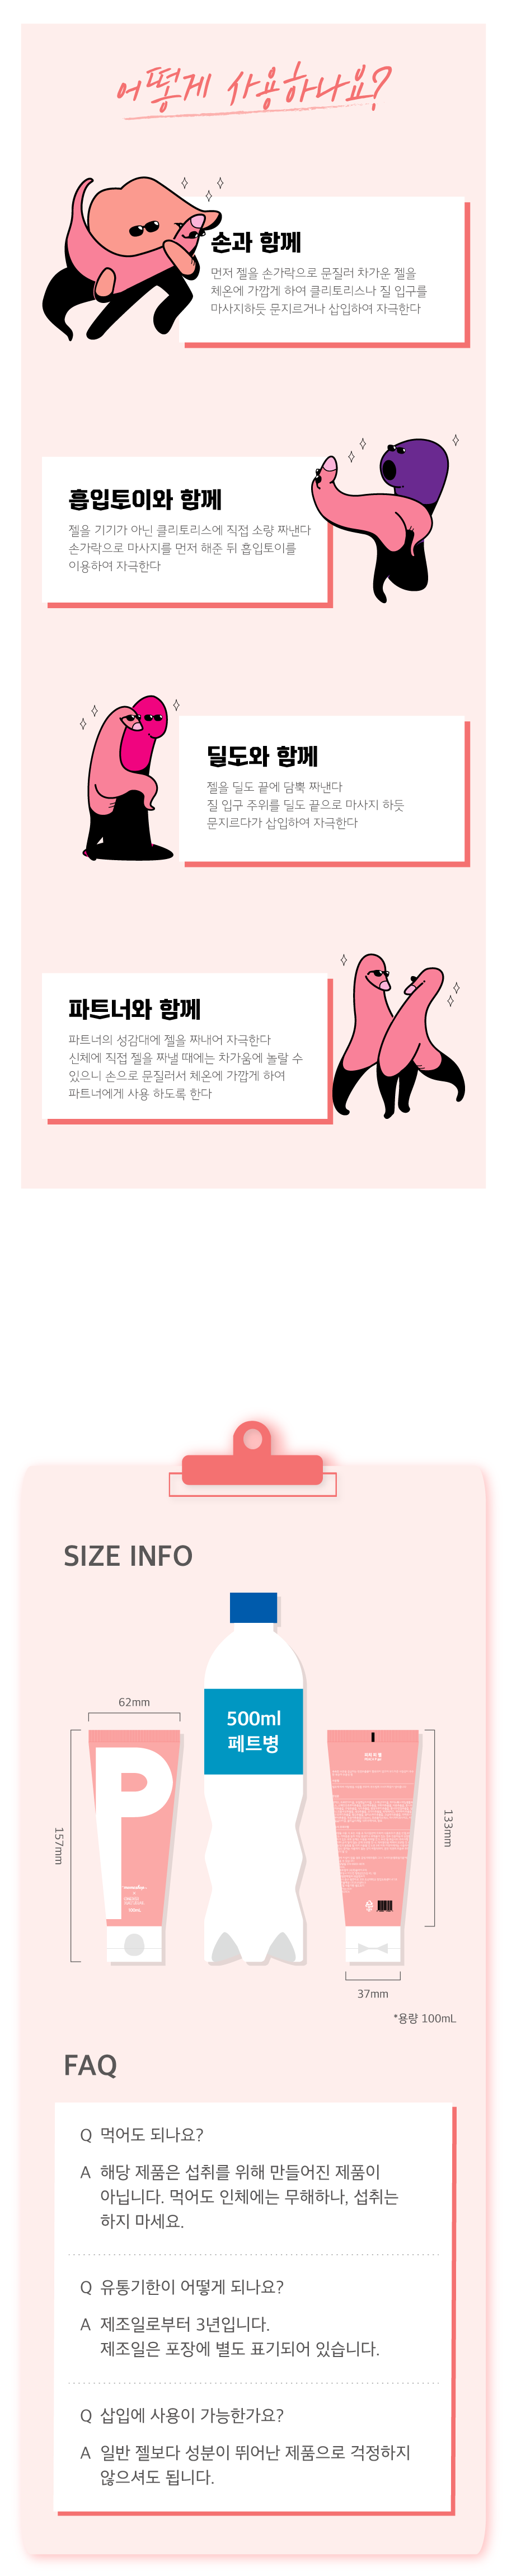 어떻게 사용하나요?
손과 함께
먼저 젤을 손가락으로 문질러 차가운 젤을
체온에 가깝게 하여 클리토리스나 질 입구를
마사지하듯 문지르거나 삽입하여 자극한다
흡입토이와 함께
젤을 기기가 아닌 클리토리스에 직접 소량 짜낸다
손가락으로 마사지를 먼저 해준 뒤 흡입토이를
이용하여 자극한다
딜도와 함께
젤을 딜도 끝에 담뿍 짜낸다
질 입구 주위를 딜도 끝으로 마사지 하듯
문지르다가 삽입하여 자극한다
파트너와 함께
파트너의 성감대에 젤을 짜내어 자극한다
신체에 직접 젤을 짜낼 때에는 차가움에 놀랄 수
있으니 손으로 문질러서 체온에 가깝게 하여
파트너에게 사용 하도록 한다
SIZE INFO
62mm
500ml
페트병
157mm
P
133mm
100mL
37mm
*용량 100mL
FAQ
Q 먹어도 되나요?
A 해당 제품은 섭취를 위해 만들어진 제품이
아닙니다. 먹어도 인체에는 무해하나, 섭취는
하지 마세요.
Q 유통기한이 어떻게 되나요?
A 제조일로부터 3년입니다.
제조일은 포장에 별도 표기되어 있습니다.
Q 삽입에 사용이 가능한가요?
A 일반 젤보다 성분이 뛰어난 제품으로 걱정하지
않으셔도 됩니다.